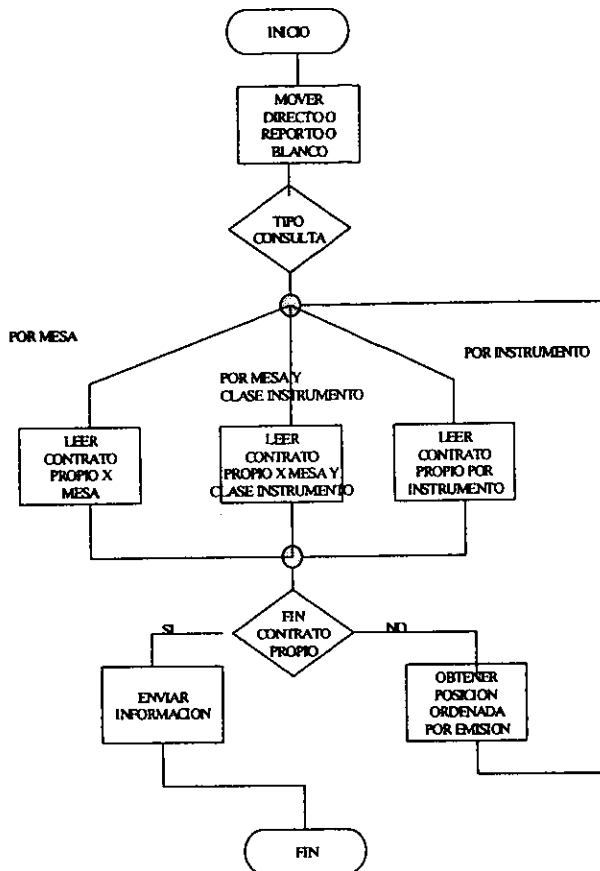 INICIO
MOVER
DIRECTO O
REPORTO O
BLANCO
TIPO
CONSULTA
POR MESA
POR MESA Y
CLASE INSTRUMENTO
POR INSTRUMENTO
LEER
CONTRATO
PROPIO X
MESA
LEER
CONTRATO
PROPIO X MESA Y
CLASE INSTRUMENTO
LEER
CONTRATO
PROPIO POR
INSTRUMENTO
FIN
CONTRATO
PROPIO
SI
NO
ENVIAR
INFORMACION
OBTENER
POSICION
ORDENADA
POR EMISION
FIN